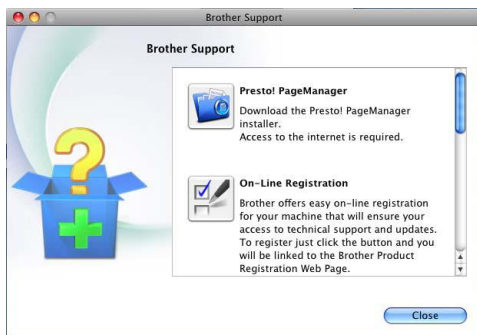 Brother Support
Brother Support
Presto! PageManager
Download the Presto! PageManager
installer.
Access to the internet is required.
On-Line Registration
Brother offers easy on-line registration
for your machine that will ensure your
access to technical support and updates.
To register just click the button and you
will be linked to the Brother Product
Registration Web Page.
Close